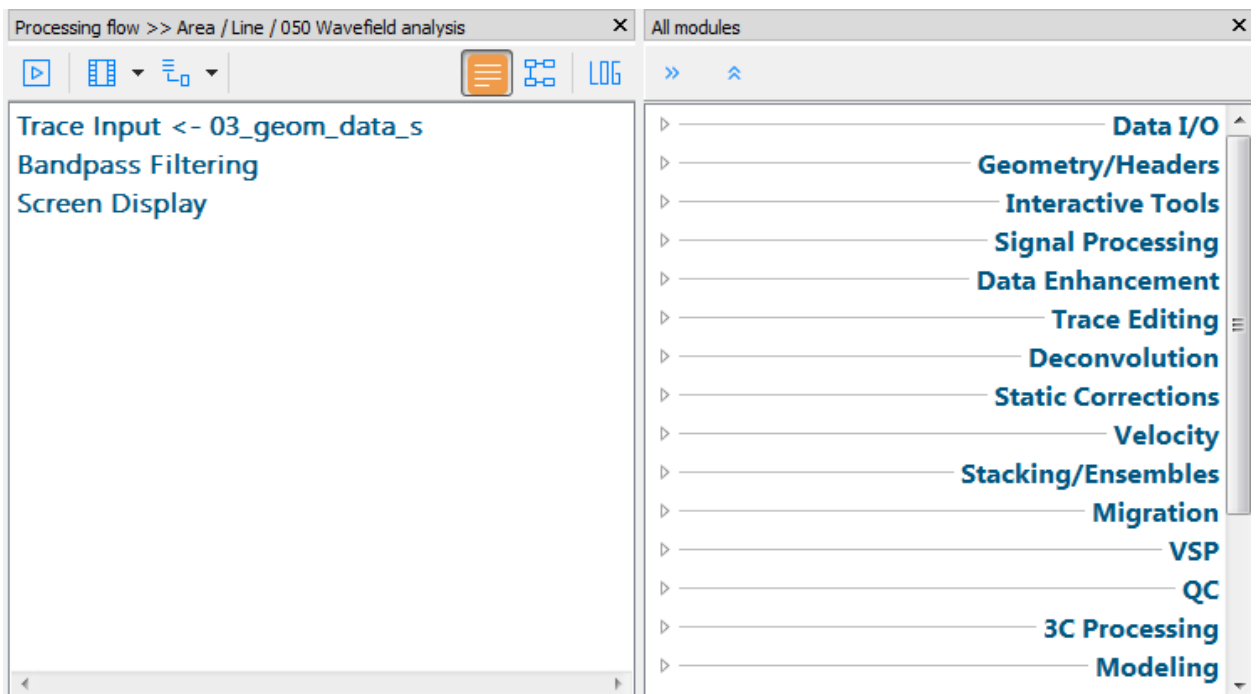 Processing flow >> Area / Line / 050 Wavefield analysis
LOG
Trace Input <- 03_geom_data_s
Bandpass Filtering
Screen Display
All modules
Data I/O
Geometry/Headers
Interactive Tools
Signal Processing
Data Enhancement
Trace Editing
Deconvolution
Static Corrections
Velocity
Stacking/Ensembles
Migration
VSP
QC
3C Processing
Modeling